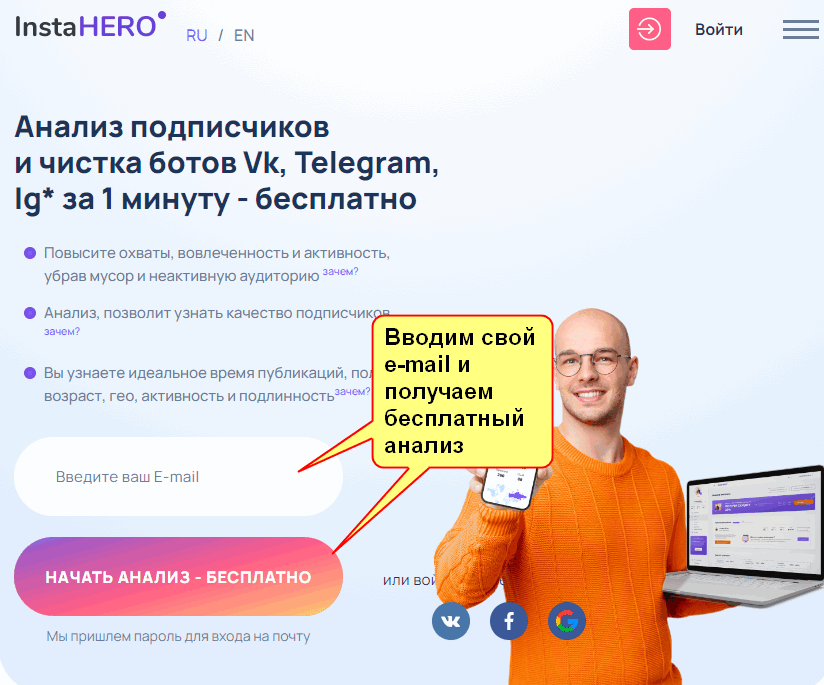 InstaHERO
RU / EN
Войти
Анализ подписчиков
и чистка ботов Vk, Telegram,
Ig* за 1 минуту - бесплатно
Повысите охваты, вовлеченность и активность,
убрав мусор и неактивную аудиторию зачем?
Анализ, позволит узнать качество подписчиков
зачем?
Вы узнаете идеальное время публикаций,
возраст, гео, активность и подлинность зачем?
Вводим свой
e-mail и
получаем
бесплатный
анализ
Введите ваш E-mail
НАЧАТЬ АНАЛИЗ - БЕСПЛАТНО
или
Мы пришлем пароль для входа на почту